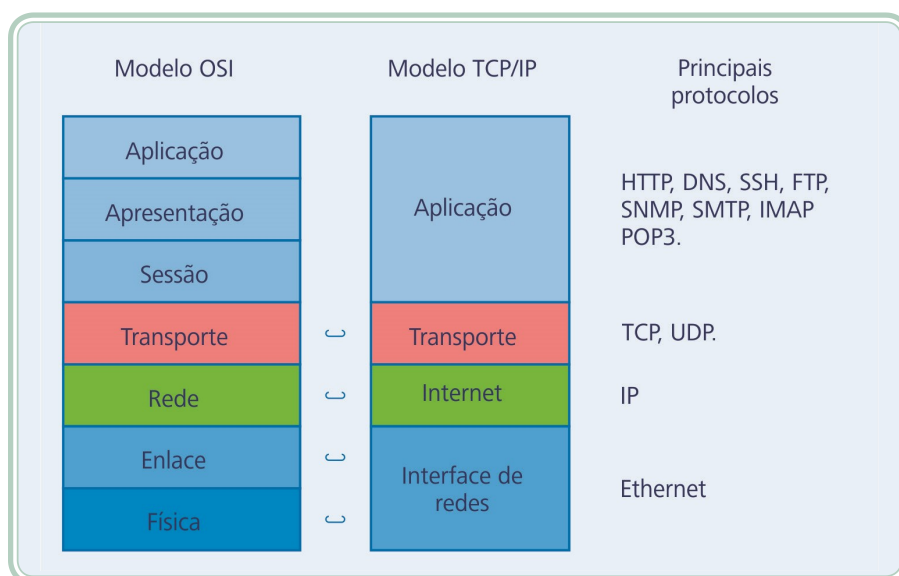 Modelo OSI
Modelo TCP/IP
Principais
protocolos
Aplicação
Apresentação
Sessão
Transporte
Rede
Enlace
Física
Aplicação
Transporte
Internet
Interface de
redes
HTTP, DNS, SSH, FTP,
SNMP, SMTP, IMAP
POP3.
TCP, UDP.
IP
Ethernet